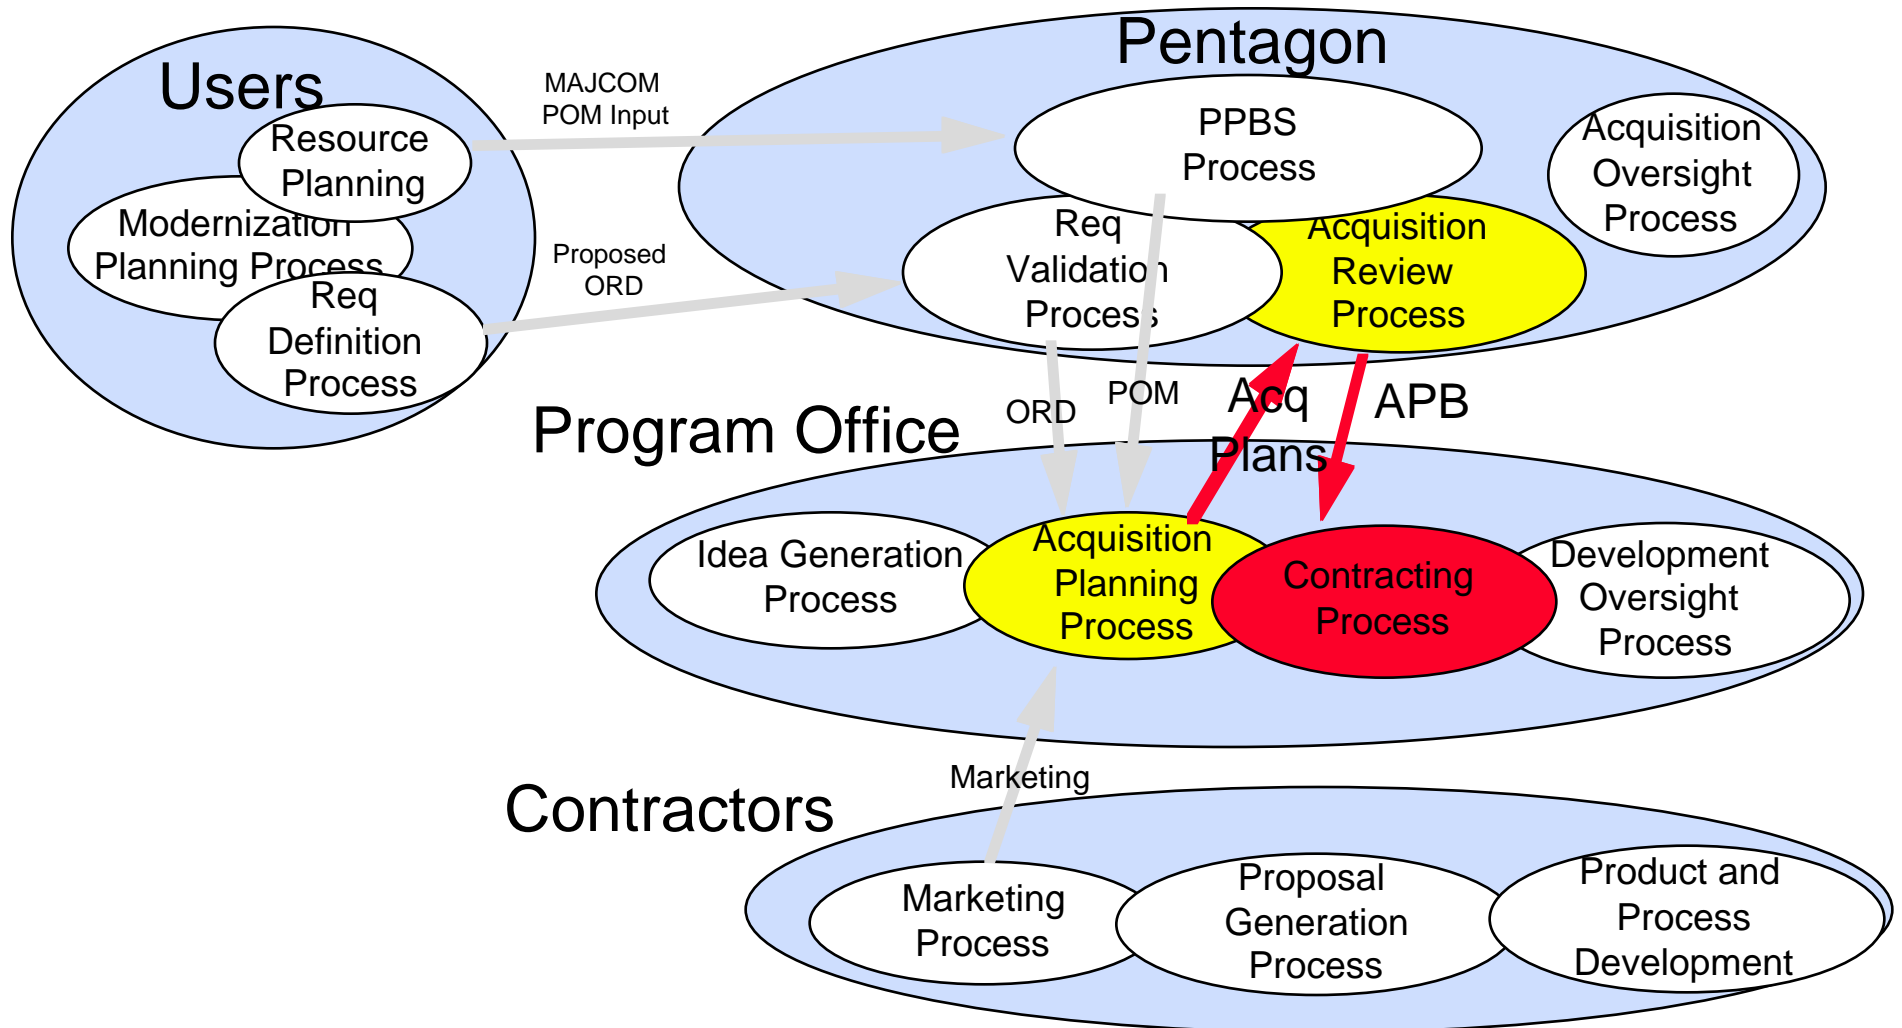 Users
Resource
Planning
Modernization
Planning Process
Req
Definition
Process
MAJCOM
POM Input
Proposed
ORD
Pentagon
PPBS
Process
Acquisition
Oversight
Process
Req
Validation
Process
Acquisition
Review
Process
ORD
POM
Acq
Plans
APB
Program Office
Idea Generation
Process
Acquisition
Planning
Process
Contracting
Process
Development
Oversight
Process
Marketing
Contractors
Marketing
Process
Proposal
Generation
Process
Product and
Process
Development